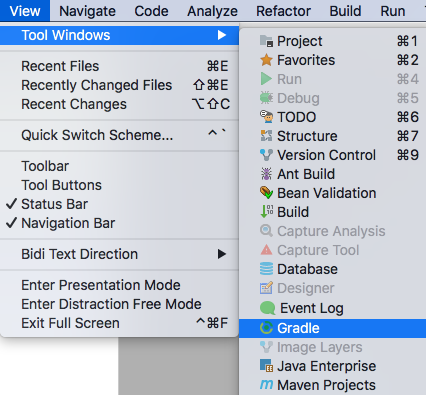 View Navigate Code Analyze Refactor Build Run
Tool Windows
Recent Files ⌘E
Recently Changed Files ⇧⌘E
Recent Changes ⌥⇧C
Quick Switch Scheme... ^`
Toolbar
Tool Buttons
✓ Status Bar
✓ Navigation Bar
Bidi Text Direction
Enter Presentation Mode
Enter Distraction Free Mode
Exit Full Screen ^⌘F
Project ⌘1
Favorites ⌘2
Run ⌘4
Debug ⌘5
TODO ⌘6
Structure ⌘7
Version Control ⌘9
Ant Build
Bean Validation
Build
Capture Analysis
Capture Tool
Database
Designer
Event Log
Gradle
Image Layers
Java Enterprise
Maven Projects